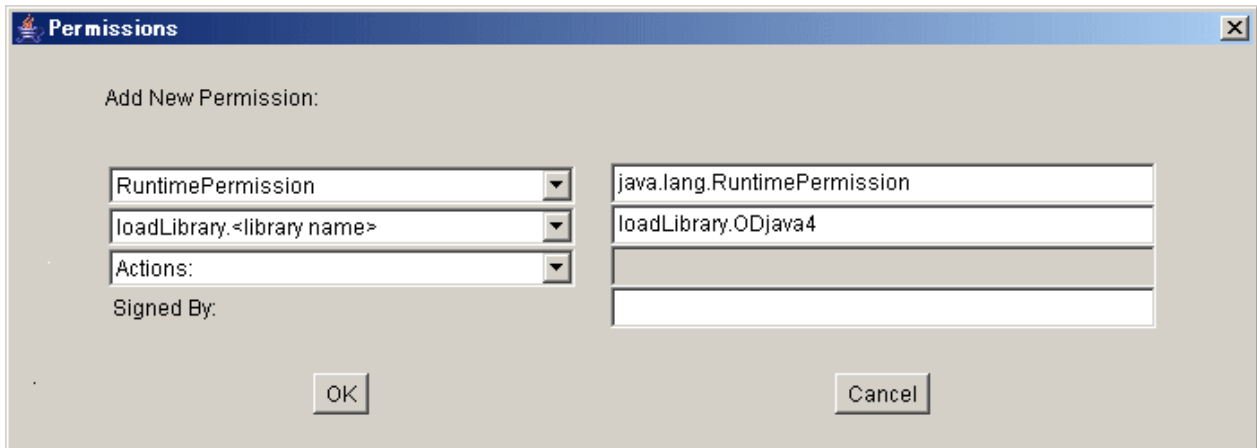 Permissions
Add New Permission:
RuntimePermission java.lang.RuntimePermission
loadLibrary.<library name> loadLibrary.ODjava4
Actions:
Signed By:
OK Cancel